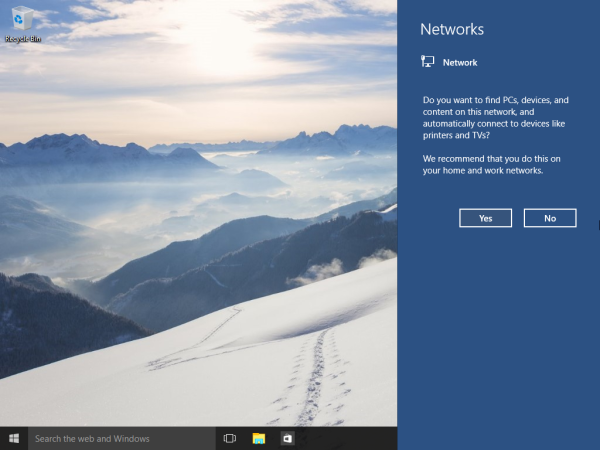 Recycle Bin
Networks
Network
Do you want to find PCs, devices, and
content on this network, and
automatically connect to devices like
printers and TVs?
We recommend that you do this on
your home and work networks.
Yes
No
Search the web and Windows